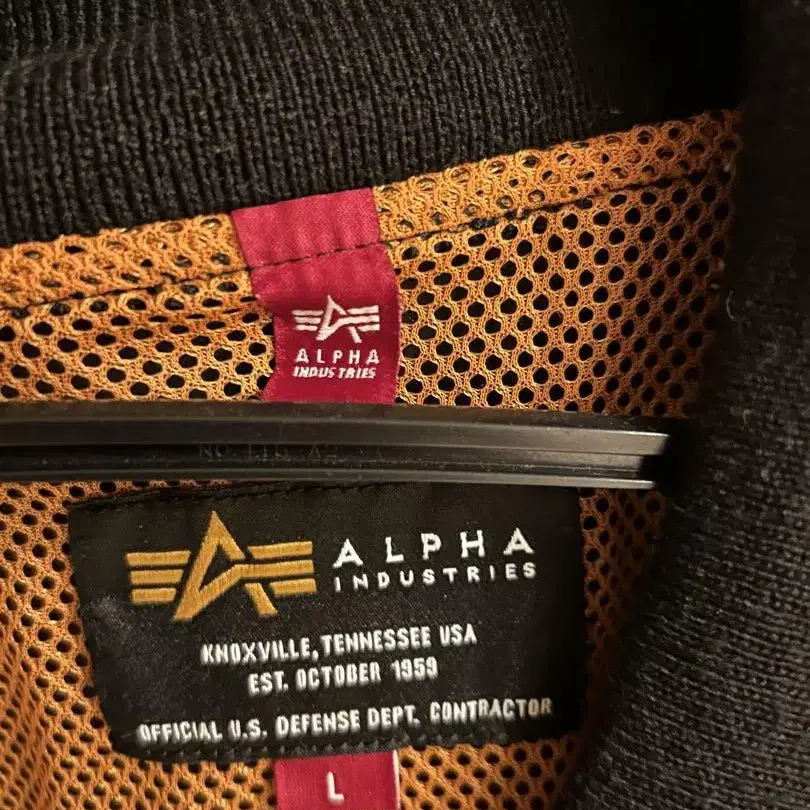 ALPHA
INDUSTRIES
ALPHA
INDUSTRIES
KNOXVILLE, TENNESSEE USA
EST. OCTOBER 1959
OFFICIAL U.S. DEFENSE DEPT. CONTRACTOR
L